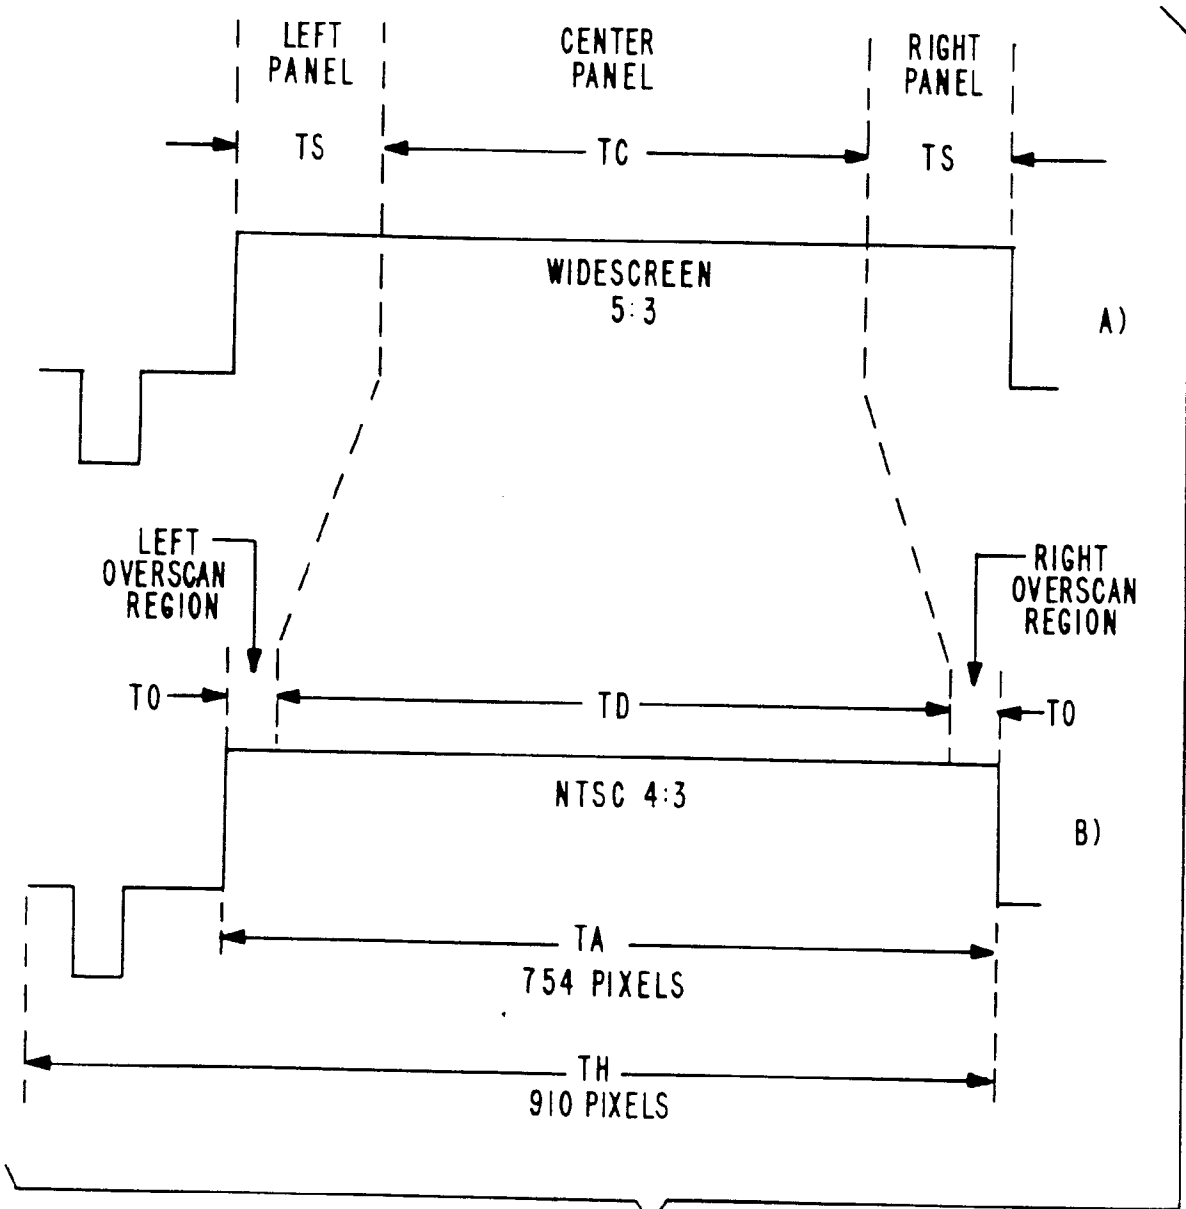 LEFT
PANEL
CENTER
PANEL
RIGHT
PANEL
TS
TC
TS
WIDESCREEN
5:3
A)
LEFT
OVERSCAN
REGION
RIGHT
OVERSCAN
REGION
TO
TD
TO
NTSC 4:3
B)
TA
754 PIXELS
TH
910 PIXELS